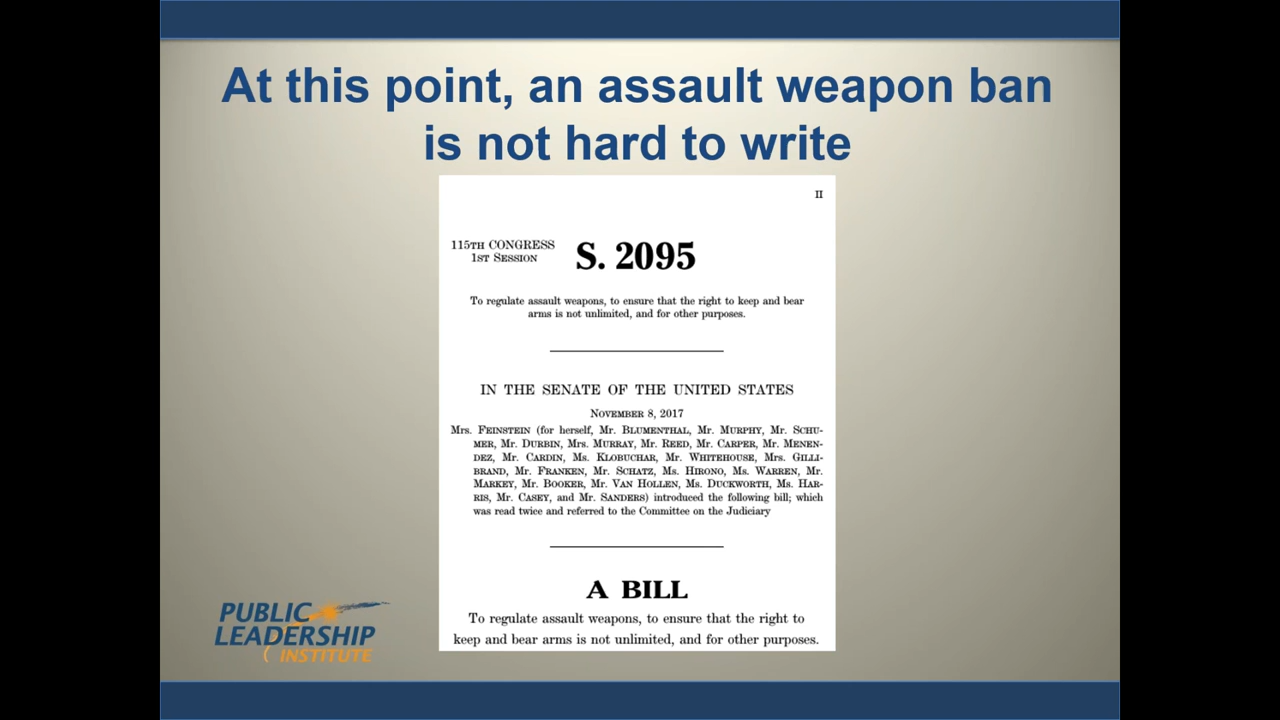 At this point, an assault weapon ban
is not hard to write
II
115TH CONGRESS
1ST SESSION
S. 2095
To regulate assault weapons, to ensure that the right to keep and bear
arms is not unlimited, and for other purposes.
IN THE SENATE OF THE UNITED STATES
NOVEMBER 8, 2017
Mrs. FEINSTEIN (for herself, Mr. BLUMENTHAL, Mr. MURPHY, Mr. SCHU-
MER, Mr. DURBIN, Mrs. MURRAY, Mr. REED, Mr. CARPER, Mr. MENEN-
DEZ, Mr. CARDIN, Ms. KLOBUCHAR, Mr. WHITEHOUSE, Mrs. GILLI-
BRAND, Mr. FRANKEN, Mr. SCHATZ, Ms. HIRONO, Ms. WARREN, Mr.
MARKEY, Mr. BOOKER, Mr. VAN HOLLEN, Ms. DUCKWORTH, Ms. HAR-
RIS, Mr. CASEY, and Mr. SANDERS) introduced the following bill; which
was read twice and referred to the Committee on the Judiciary
A BILL
To regulate assault weapons, to ensure that the right to
keep and bear arms is not unlimited, and for other purposes.
PUBLIC
LEADERSHIP
INSTITUTE